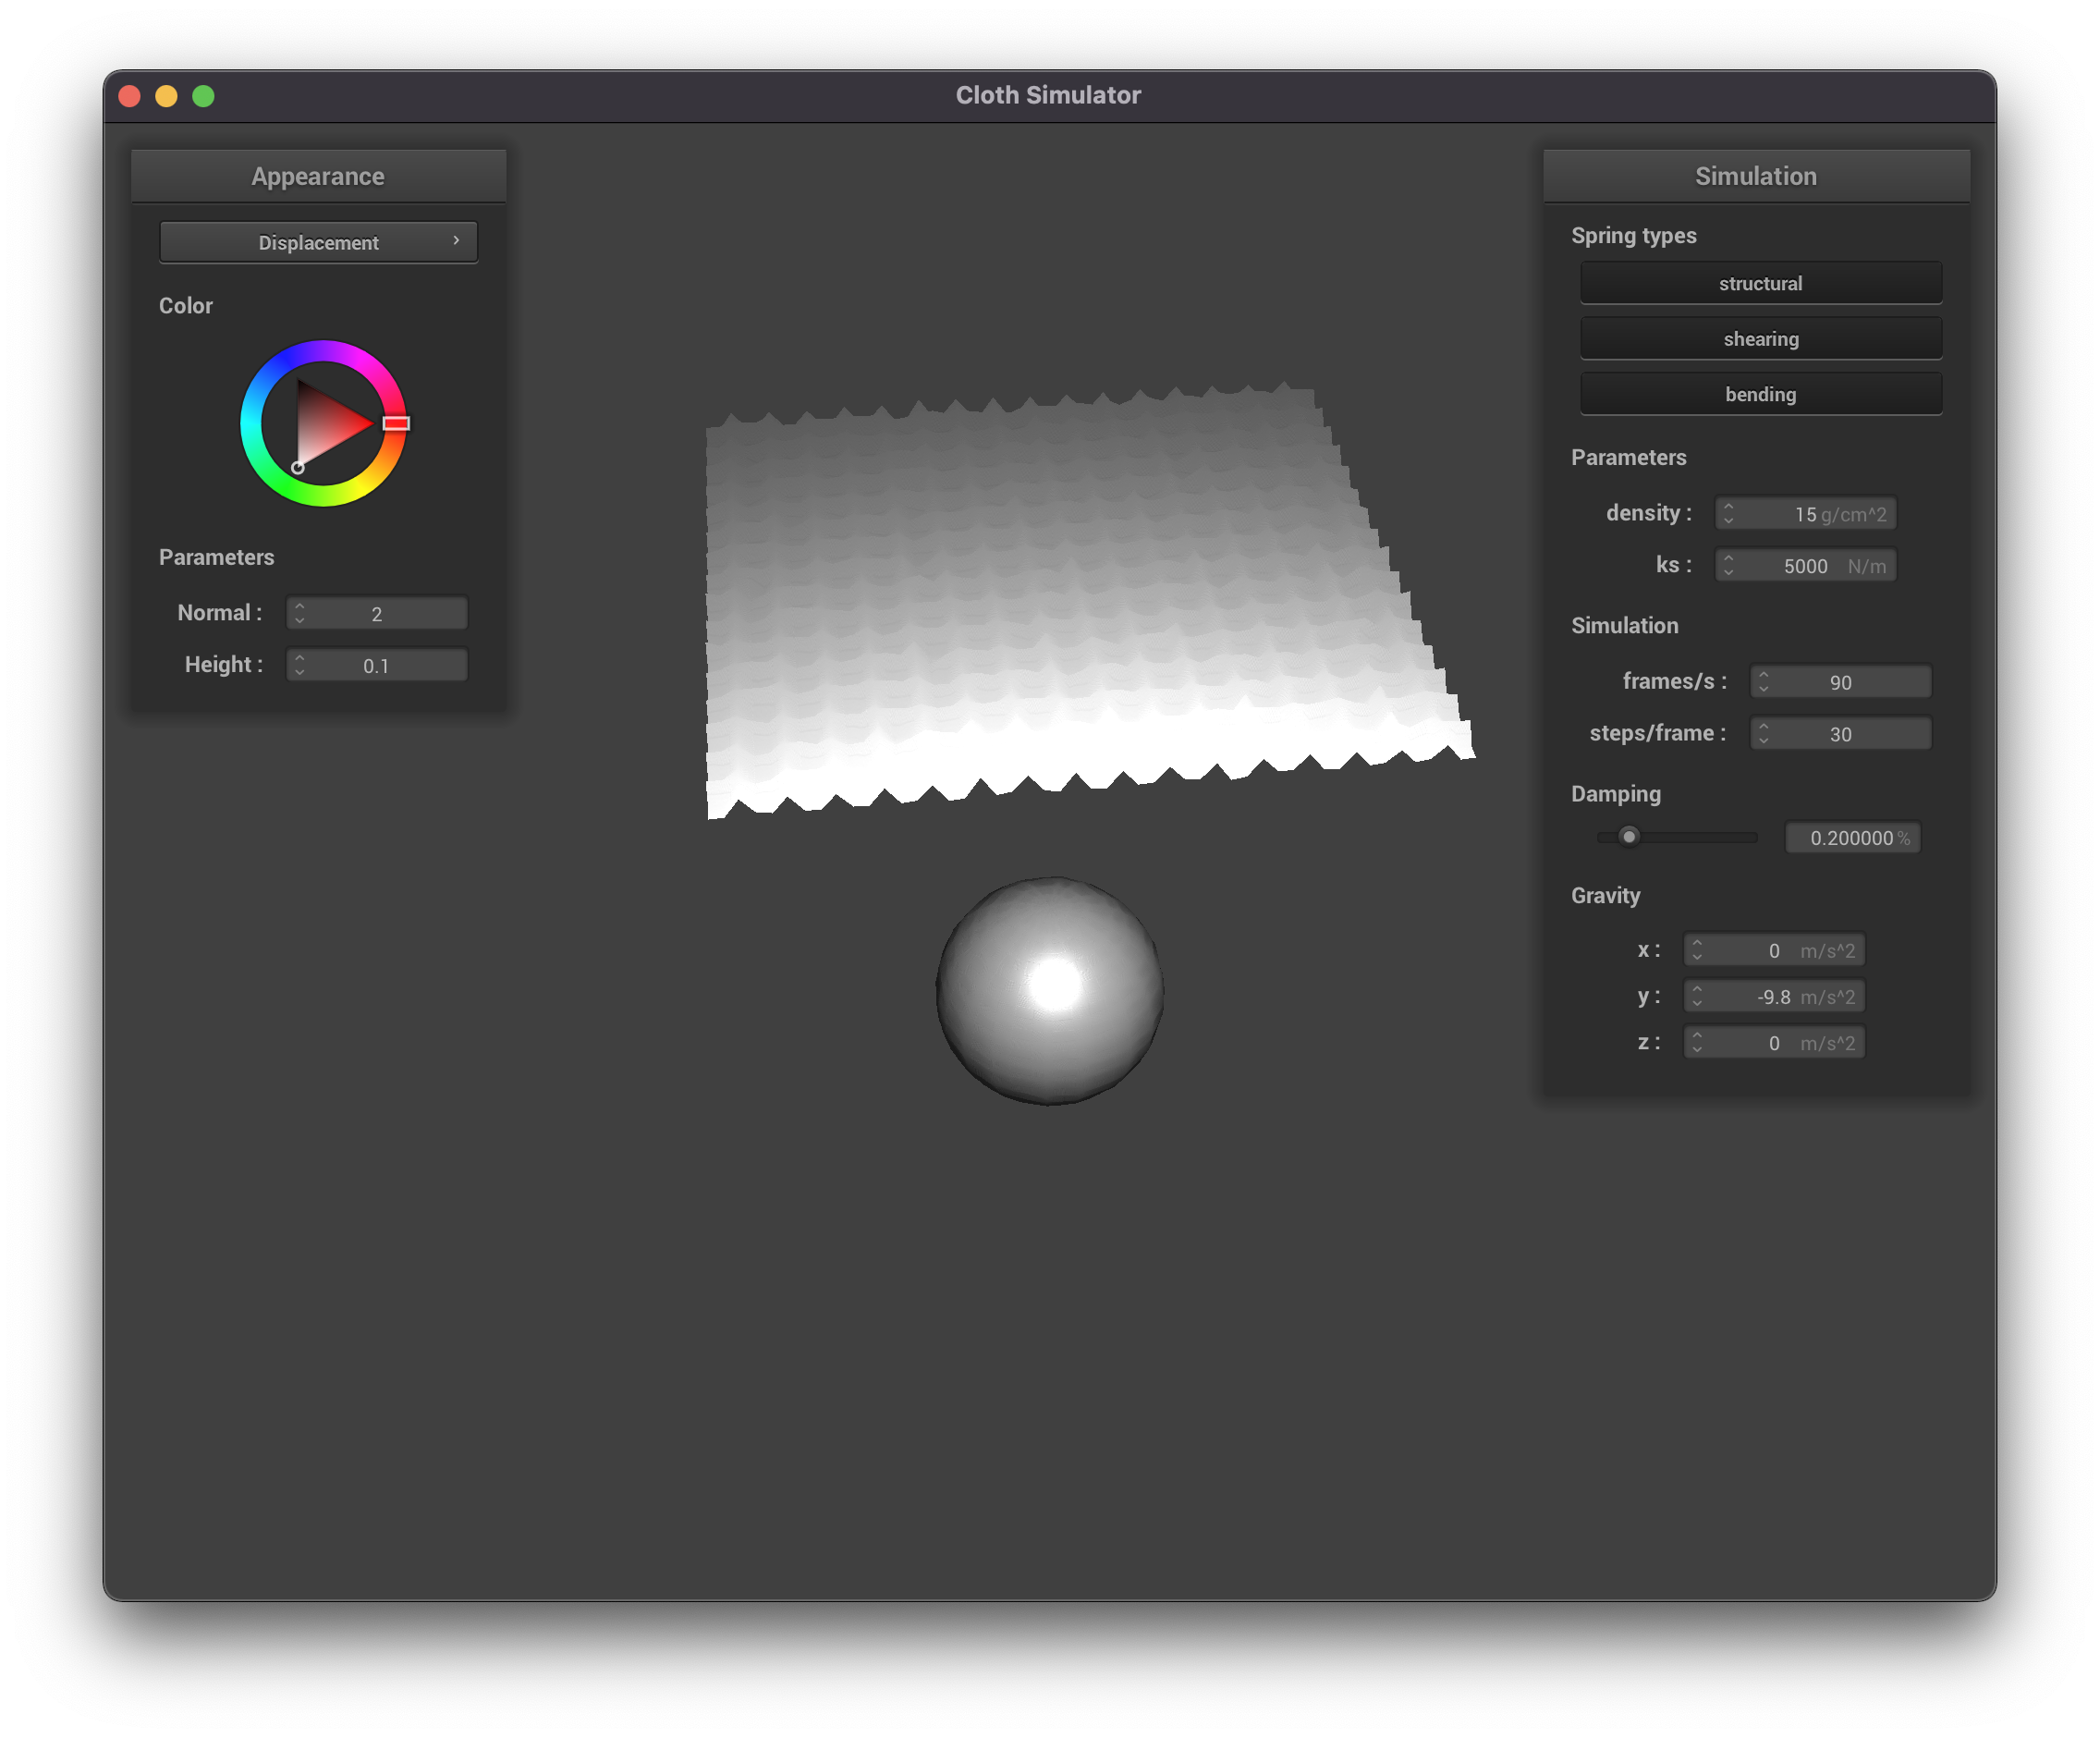 Cloth Simulator
Appearance
Displacement
Color
Parameters
Normal : 2
Height : 0.1
Simulation
Spring types
structural
shearing
bending
Parameters
density : 15 g/cm^2
ks : 5000 N/m
Simulation
frames/s : 90
steps/frame : 30
Damping
0.200000 %
Gravity
x : 0 m/s^2
y : -9.8 m/s^2
z : 0 m/s^2